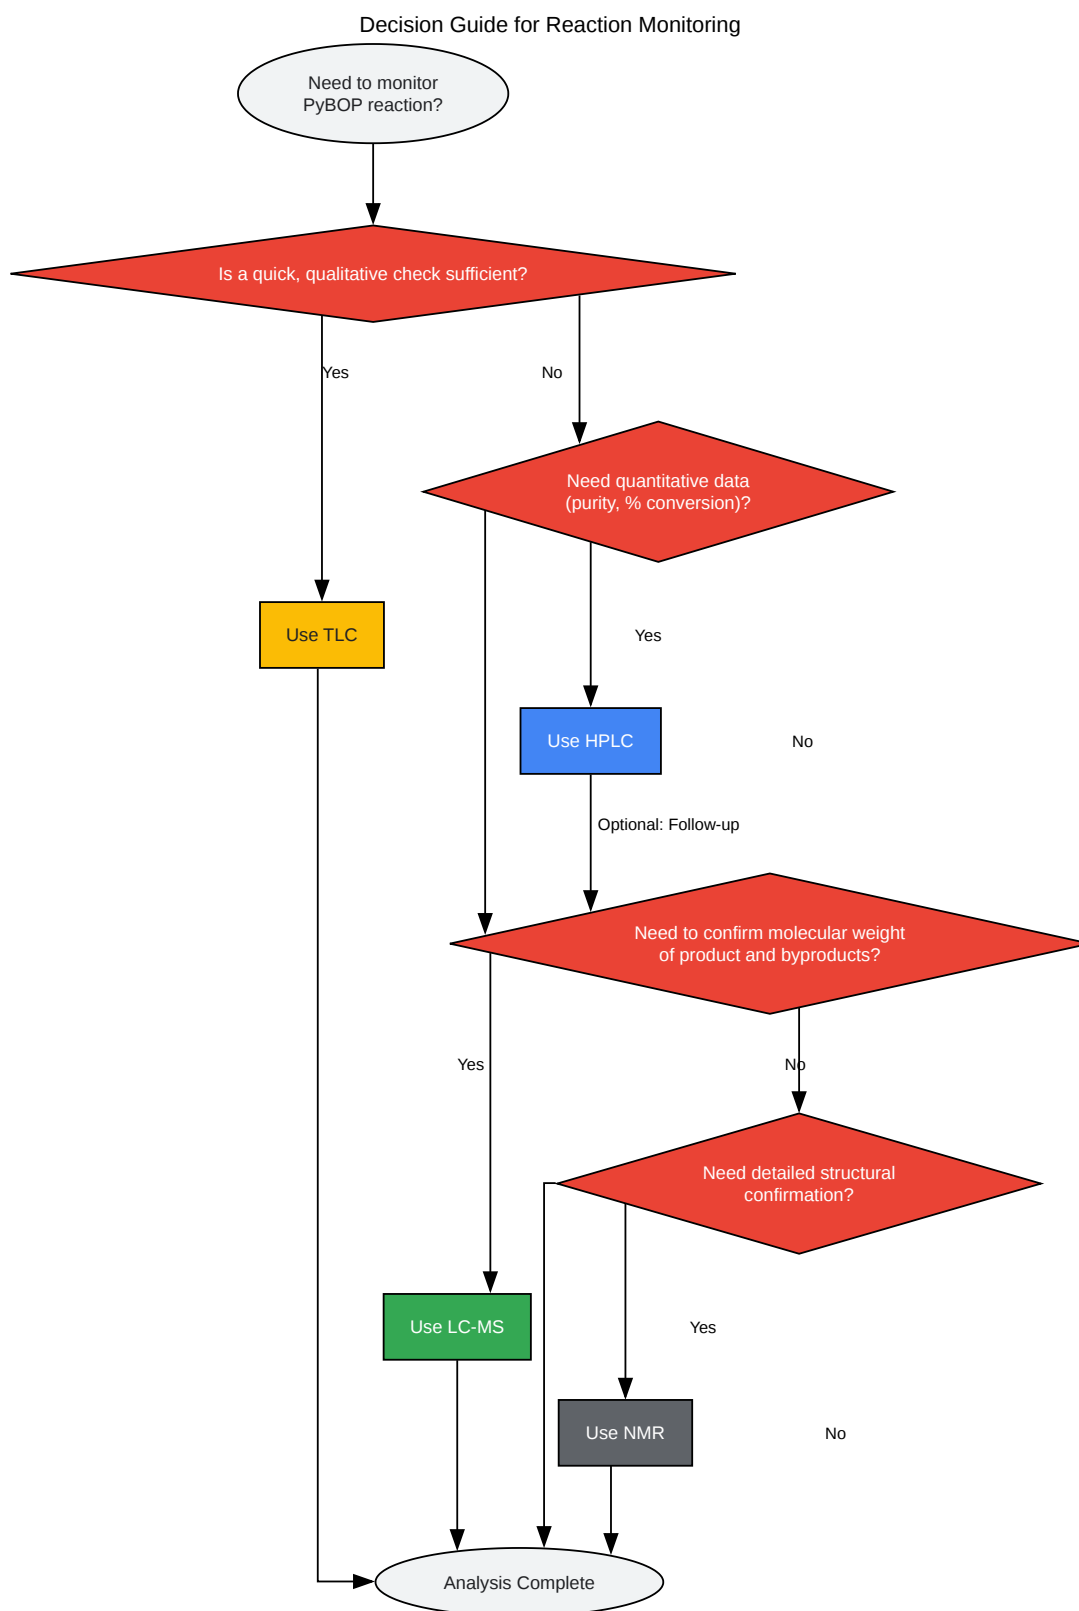 Decision Guide for Reaction Monitoring
Need to monitor
PyBOP reaction?
Is a quick, qualitative check sufficient?
Yes
No
Need quantitative data
(purity, % conversion)?
Use TLC
Yes
Use HPLC
No
Optional: Follow-up
Need to confirm molecular weight
of product and byproducts?
Yes
No
Need detailed structural
confirmation?
Use LC-MS
Yes
Use NMR
No
Analysis Complete